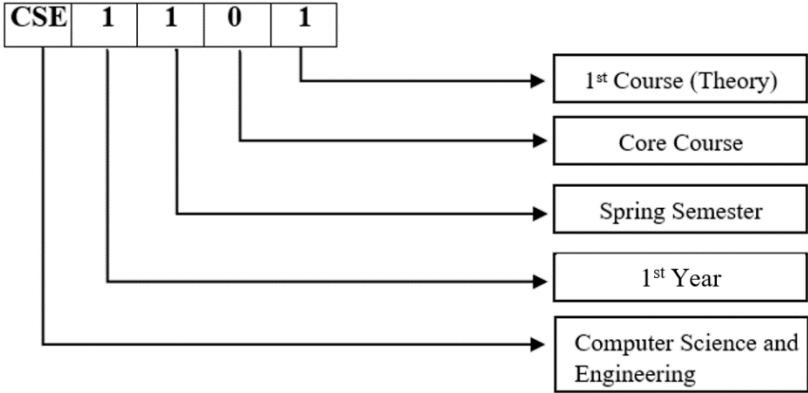 CSE 1 1 0 1
1st Course (Theory)
Core Course
Spring Semester
1st Year
Computer Science and
Engineering